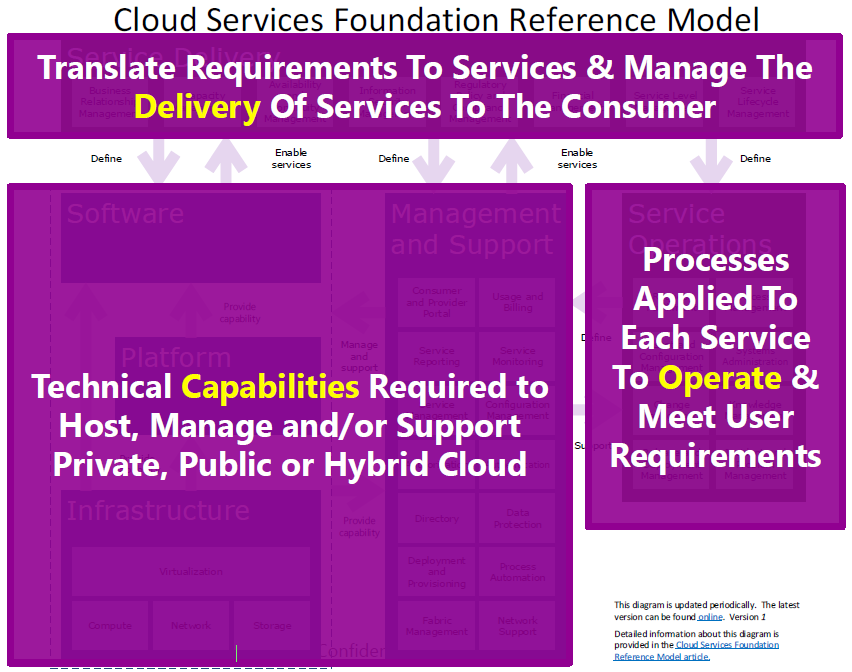 Cloud Services Foundation Reference Model
Service Delivery
Translate Requirements To Services & Manage The
Delivery Of Services To The Consumer
Business
Relationship
Management
Availability
Information
Regulatory
Service Level
Service
Lifecycle
Management
Define
Enable
services
Define
Enable
services
Define
Software
Management
and Support
Service
Operations
Consumer
and Provider
Portal
Usage and
Billing
Provide
capability
Manage
and
support
Service
Reporting
Service
Monitoring
Platform
Define
Administration
Technical Capabilities Required to
Host, Manage and/or Support
Private, Public or Hybrid Cloud
Processes
Applied To
Each Service
To Operate &
Meet User
Requirements
Support
Management
Management
Infrastructure
Provide
capability
Directory
Data
Protection
Virtualization
Deployment
and
Provisioning
Process
Automation
Compute
Network
Storage
Fabric
Management
Network
Support
Confiden
This diagram is updated periodically. The latest
version can be found online. Version 1
Detailed information about this diagram is
provided in the Cloud Services Foundation
Reference Model article.